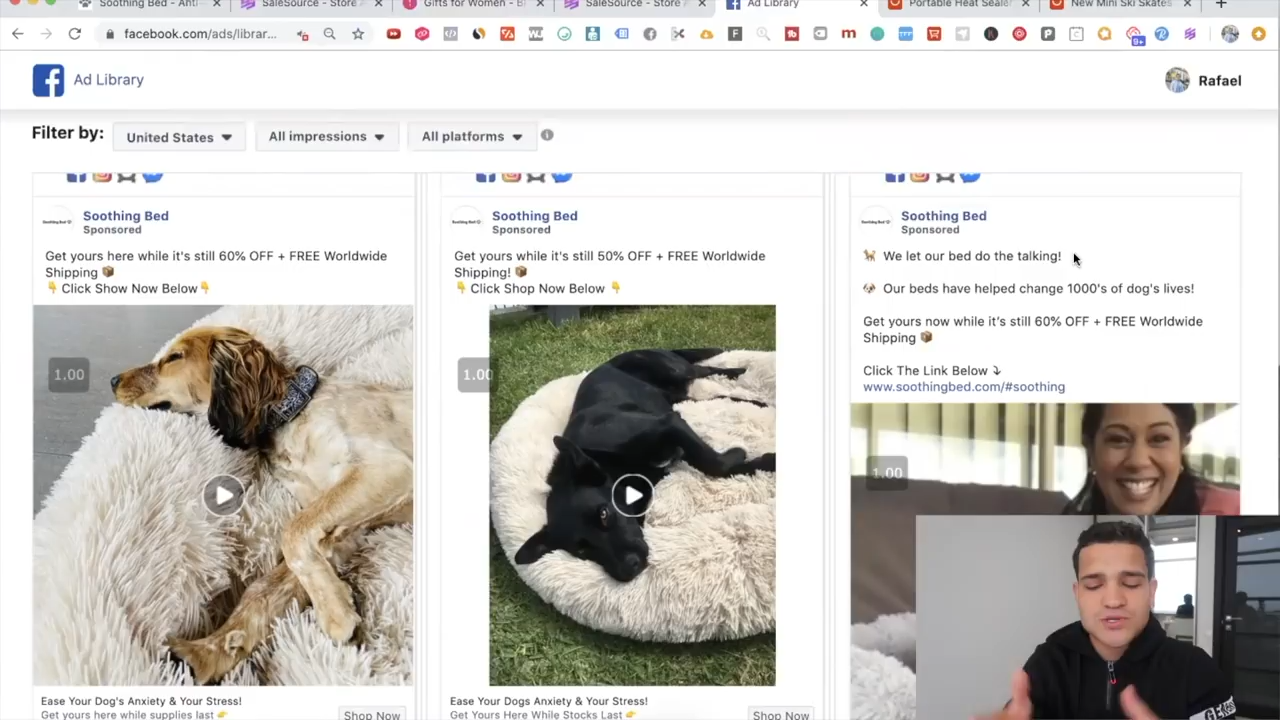 Soothing Bed - Anti
SaleSource - Store A
Gifts for Women - B
SaleSource - Store A
Ad Library
Portable Heat Sealer
New Mini Ski Skates
facebook.com/ads/librar...
9+
Ad Library
Rafael
Filter by:
United States
All impressions
All platforms
Soothing Bed
Sponsored
Get yours here while it's still 60% OFF + FREE Worldwide
Shipping 📦
👇 Click Show Now Below👇
1.00
Ease Your Dog's Anxiety & Your Stress!
Get yours here while supplies last 👉
Shop Now
Soothing Bed
Sponsored
Get yours while it's still 50% OFF + FREE Worldwide
Shipping! 📦
👇 Click Shop Now Below 👇
1.00
Ease Your Dogs Anxiety & Your Stress!
Get Yours Here While Stocks Last 👉
Shop Now
Soothing Bed
Sponsored
🐕 We let our bed do the talking!
🐶 Our beds have helped change 1000's of dog's lives!
Get yours now while it's still 60% OFF + FREE Worldwide
Shipping 📦
Click The Link Below ⤵
www.soothingbed.com/#soothing
1.00